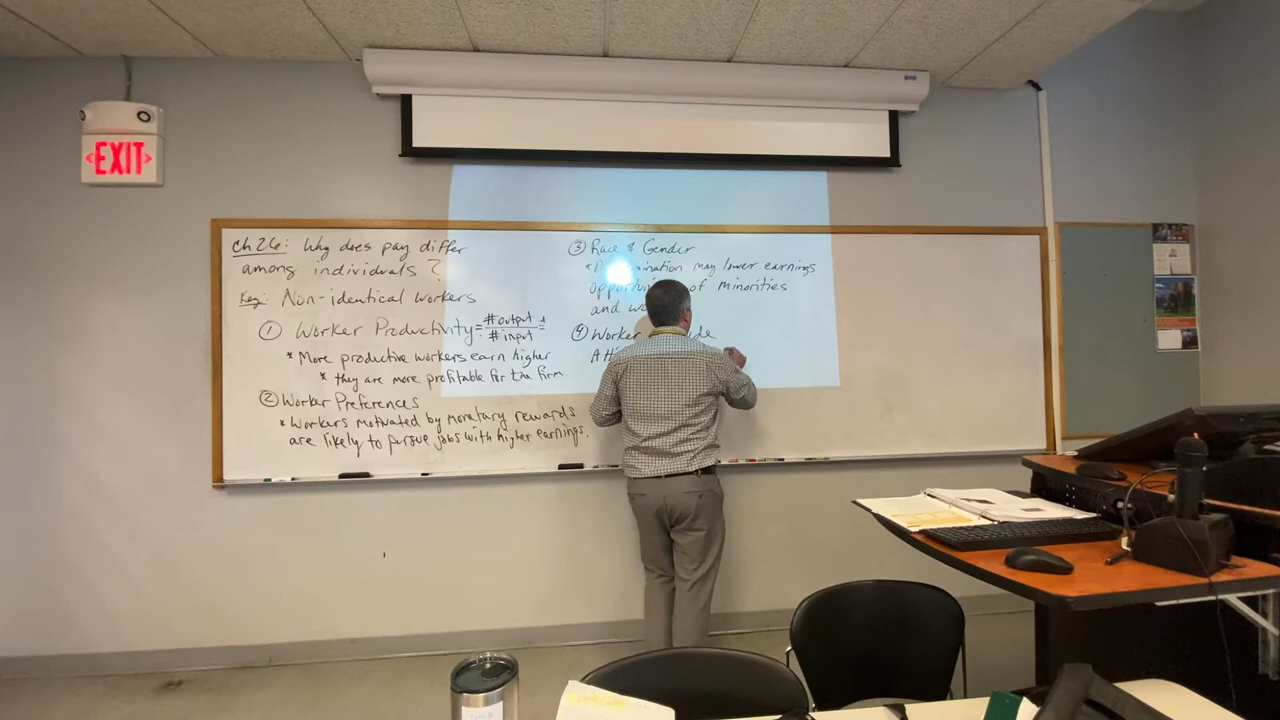 EXIT
Ch 26: Why does pay differ
among individuals?
Key: Non-identical workers
① Worker Productivity = #output / #input
* More productive workers earn higher
* they are more profitable for the firm
② Worker Preferences
* Workers motivated by monetary rewards
are likely to pursue jobs with higher earnings.
③ Race & Gender
may lower earnings
of minorities
and
④ Worker